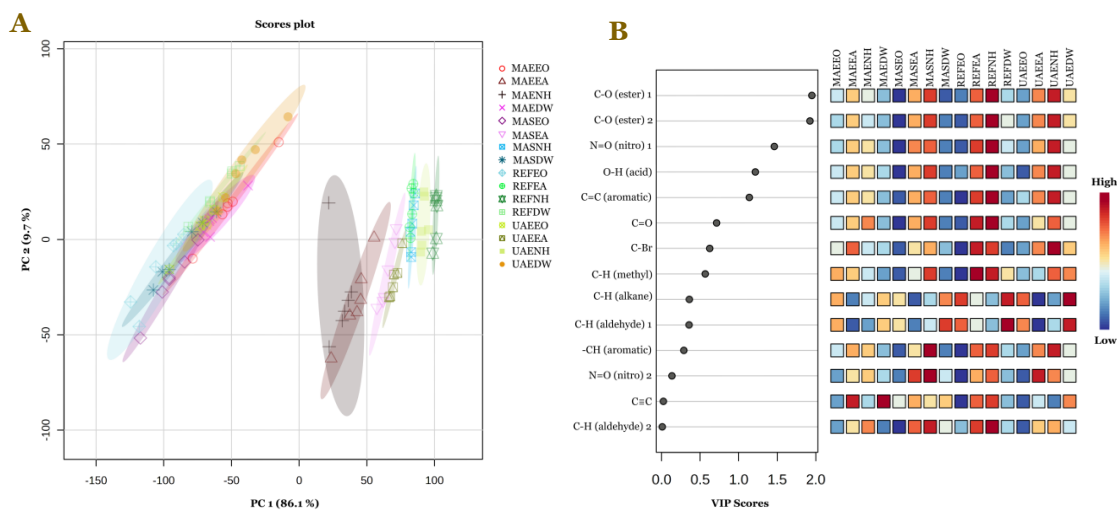 A
Scores plot
100
50
0
-50
-100
PC 2 (9.7 %)
-150
-100
-50
0
50
100
PC 1 (86.1 %)
MAEEO
MAEEA
MAENH
MAEDW
MASEO
MASEA
MASNH
MASDW
REFEO
REFEA
REFNH
REFDW
UAEEO
UAEEA
UAENH
UAEDW
B
MAEEO
MAEEA
MAENH
MAEDW
MASEO
MASEA
MASNH
MASDW
REFEO
REFEA
REFNH
REFDW
UAEEO
UAEEA
UAENH
UAEDW
C-O (ester) 1
C-O (ester) 2
N=O (nitro) 1
O-H (acid)
C=C (aromatic)
C=O
C-Br
C-H (methyl)
C-H (alkane)
C-H (aldehyde) 1
-CH (aromatic)
N=O (nitro) 2
C≡C
C-H (aldehyde) 2
0.0
0.5
1.0
1.5
2.0
VIP Scores
High
Low